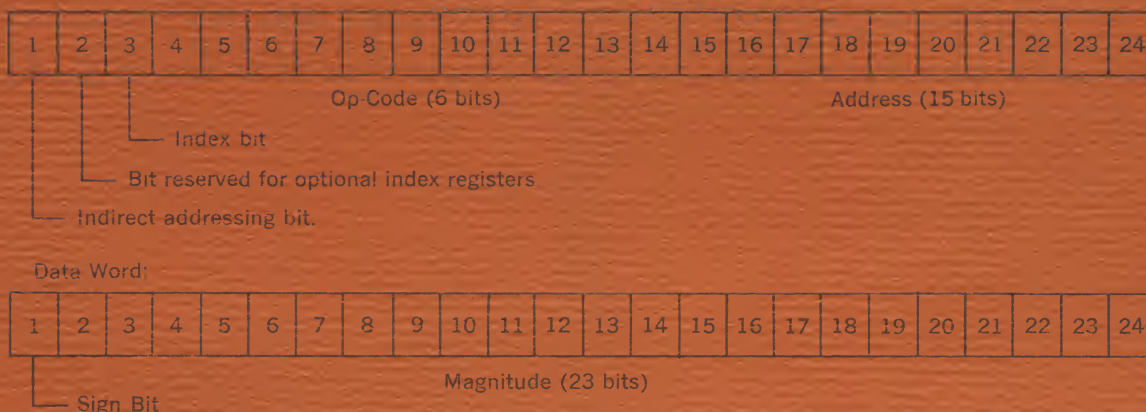 1 2 3 4 5 6 7 8 9 10 11 12 13 14 15 16 17 18 19 20 21 22 23 24
Op-Code (6 bits) Address (15 bits)
Index bit
Bit reserved for optional index registers
Indirect addressing bit.
Data Word:
1 2 3 4 5 6 7 8 9 10 11 12 13 14 15 16 17 18 19 20 21 22 23 24
Magnitude (23 bits)
Sign Bit